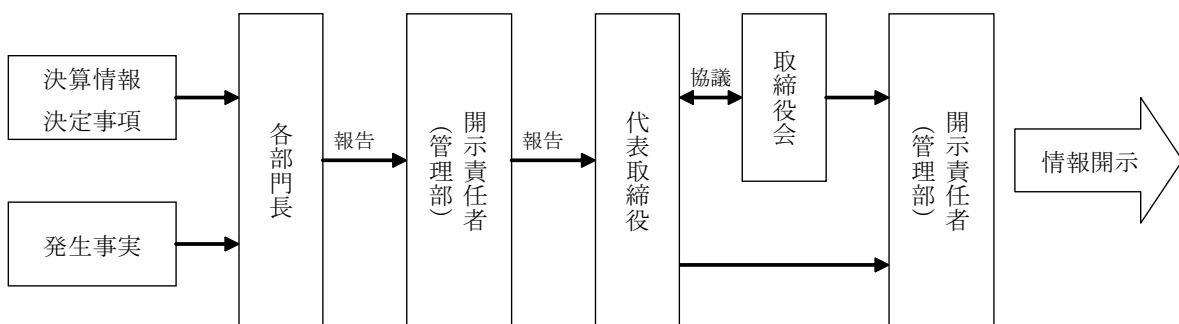 決算情報
決定事項
発生事実
各部門長
報告
開示責任者
(管理部)
報告
代表取締役
協議
取締役会
開示責任者
(管理部)
情報開示